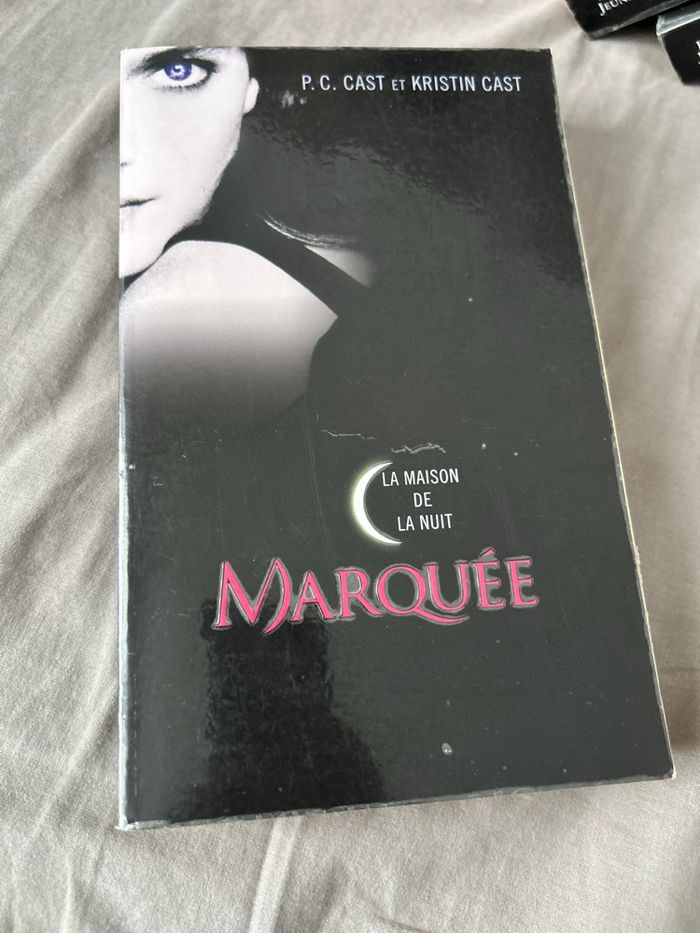 P. C. CAST ET KRISTIN CAST
LA MAISON
DE
LA NUIT
MARQUÉE